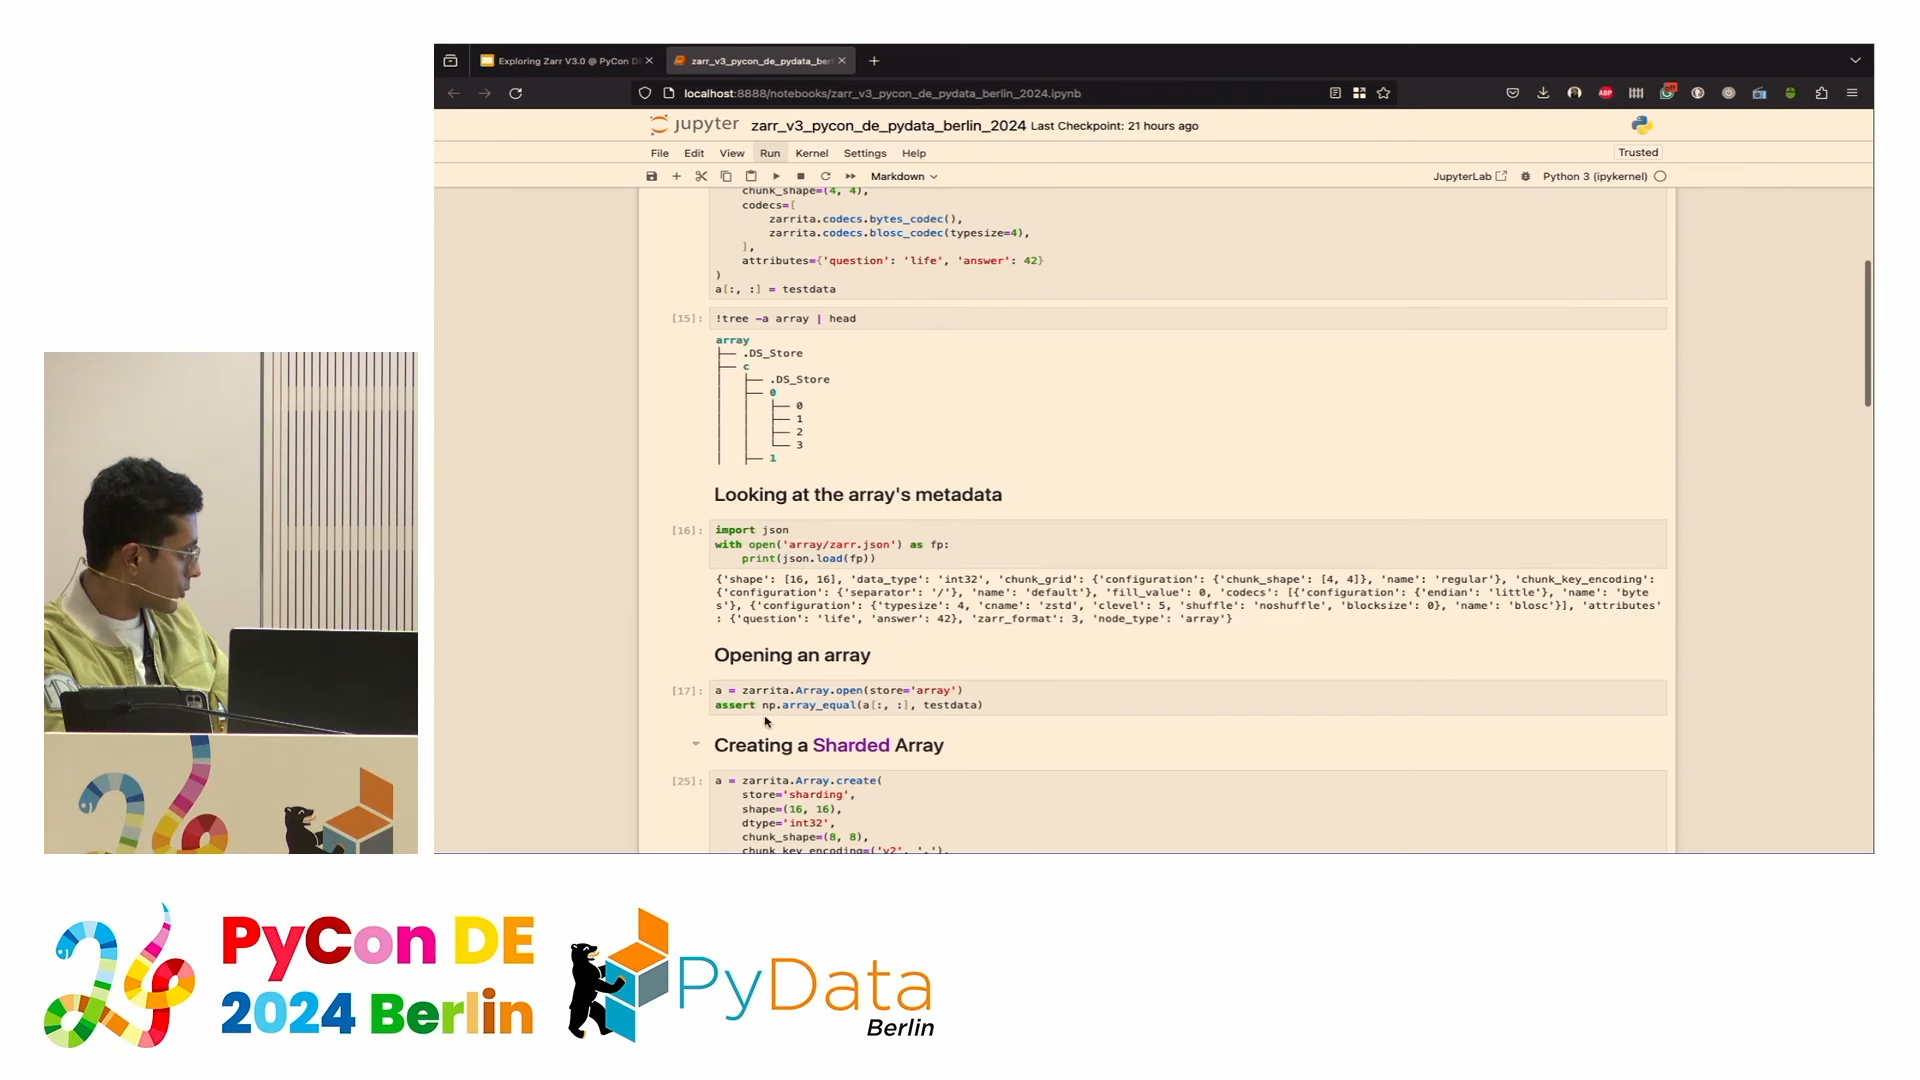 Exploring Zarr V3.0 @ PyCon D
zarr_v3_pycon_de_pydata_ber
localhost:8888/notebooks/zarr_v3_pycon_de_pydata_berlin_2024.ipynb
ABP
off
jupyter zarr_v3_pycon_de_pydata_berlin_2024 Last Checkpoint: 21 hours ago
File Edit View Run Kernel Settings Help
Trusted
Markdown
JupyterLab
Python 3 (ipykernel)
chunk_shape=(4, 4),
codecs=[
zarrita.codecs.bytes_codec(),
zarrita.codecs.blosc_codec(typesize=4),
],
attributes={'question': 'life', 'answer': 42}
)
a[:, :] = testdata
[15]: !tree -a array | head
array
├── .DS_Store
├── c
│   ├── .DS_Store
│   ├── 0
│   │   ├── 0
│   │   ├── 1
│   │   ├── 2
│   │   └── 3
│   ├── 1
Looking at the array's metadata
[16]: import json
with open('array/zarr.json') as fp:
print(json.load(fp))
{'shape': [16, 16], 'data_type': 'int32', 'chunk_grid': {'configuration': {'chunk_shape': [4, 4]}, 'name': 'regular'}, 'chunk_key_encoding':
{'configuration': {'separator': '/'}, 'name': 'default'}, 'fill_value': 0, 'codecs': [{'configuration': {'endian': 'little'}, 'name': 'byte
s'}, {'configuration': {'typesize': 4, 'cname': 'zstd', 'clevel': 5, 'shuffle': 'noshuffle', 'blocksize': 0}, 'name': 'blosc'}], 'attributes'
: {'question': 'life', 'answer': 42}, 'zarr_format': 3, 'node_type': 'array'}
Opening an array
[17]: a = zarrita.Array.open(store='array')
assert np.array_equal(a[:, :], testdata)
Creating a Sharded Array
[25]: a = zarrita.Array.create(
store='sharding',
shape=(16, 16),
dtype='int32',
chunk_shape=(8, 8),
chunk_key_encoding=('v2', '.'),
PyCon DE
2024 Berlin
PyData
Berlin